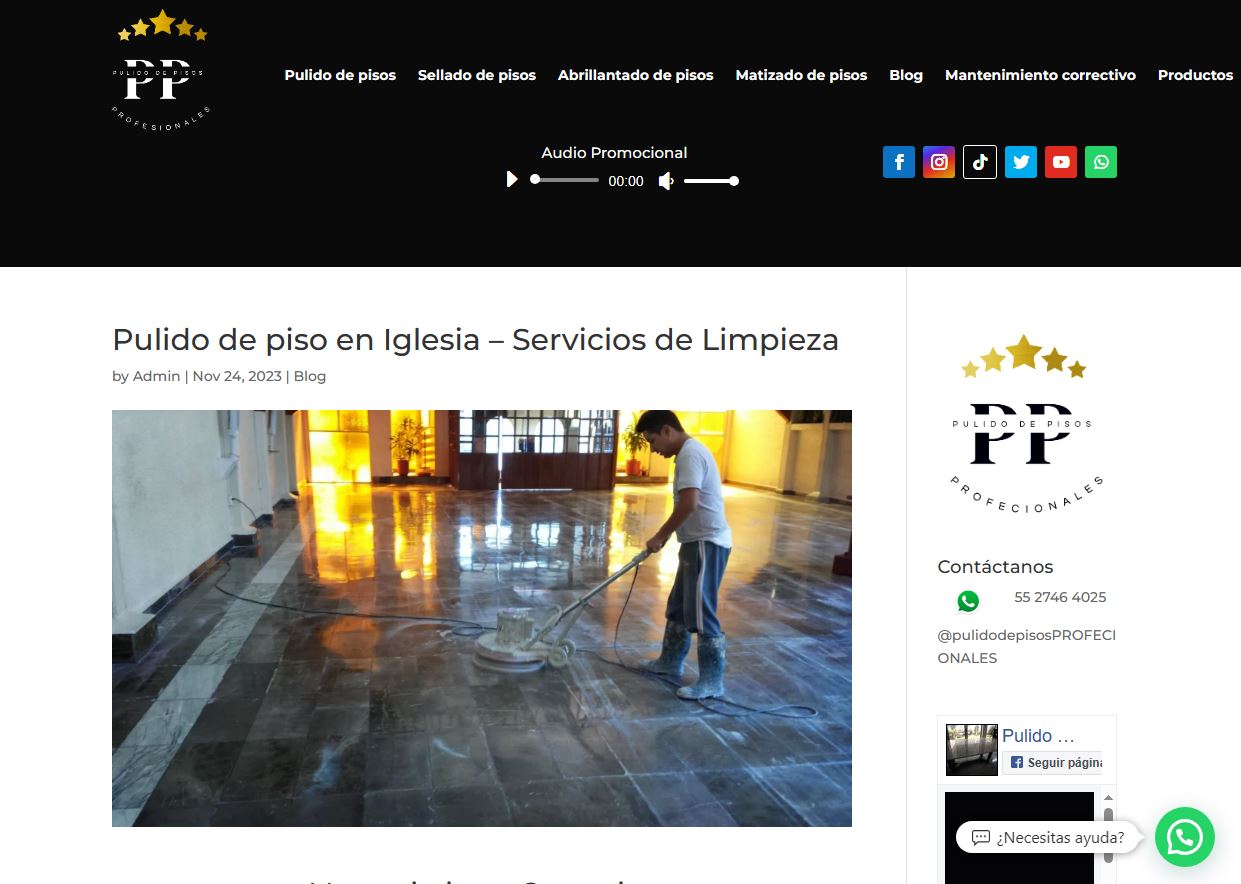 PULIDO DE PISOS
PP
PROFESIONALES
Pulido de pisos Sellado de pisos Abrillantado de pisos Matizado de pisos Blog Mantenimiento correctivo Productos
Audio Promocional
00:00
Pulido de piso en Iglesia – Servicios de Limpieza
by Admin | Nov 24, 2023 | Blog
PP
PULIDO DE PISOS
PROFECIONALES
Contáctanos
55 2746 4025
@pulidodepisosPROFECI
ONALES
Pulido …
Seguir página
¿Necesitas ayuda?